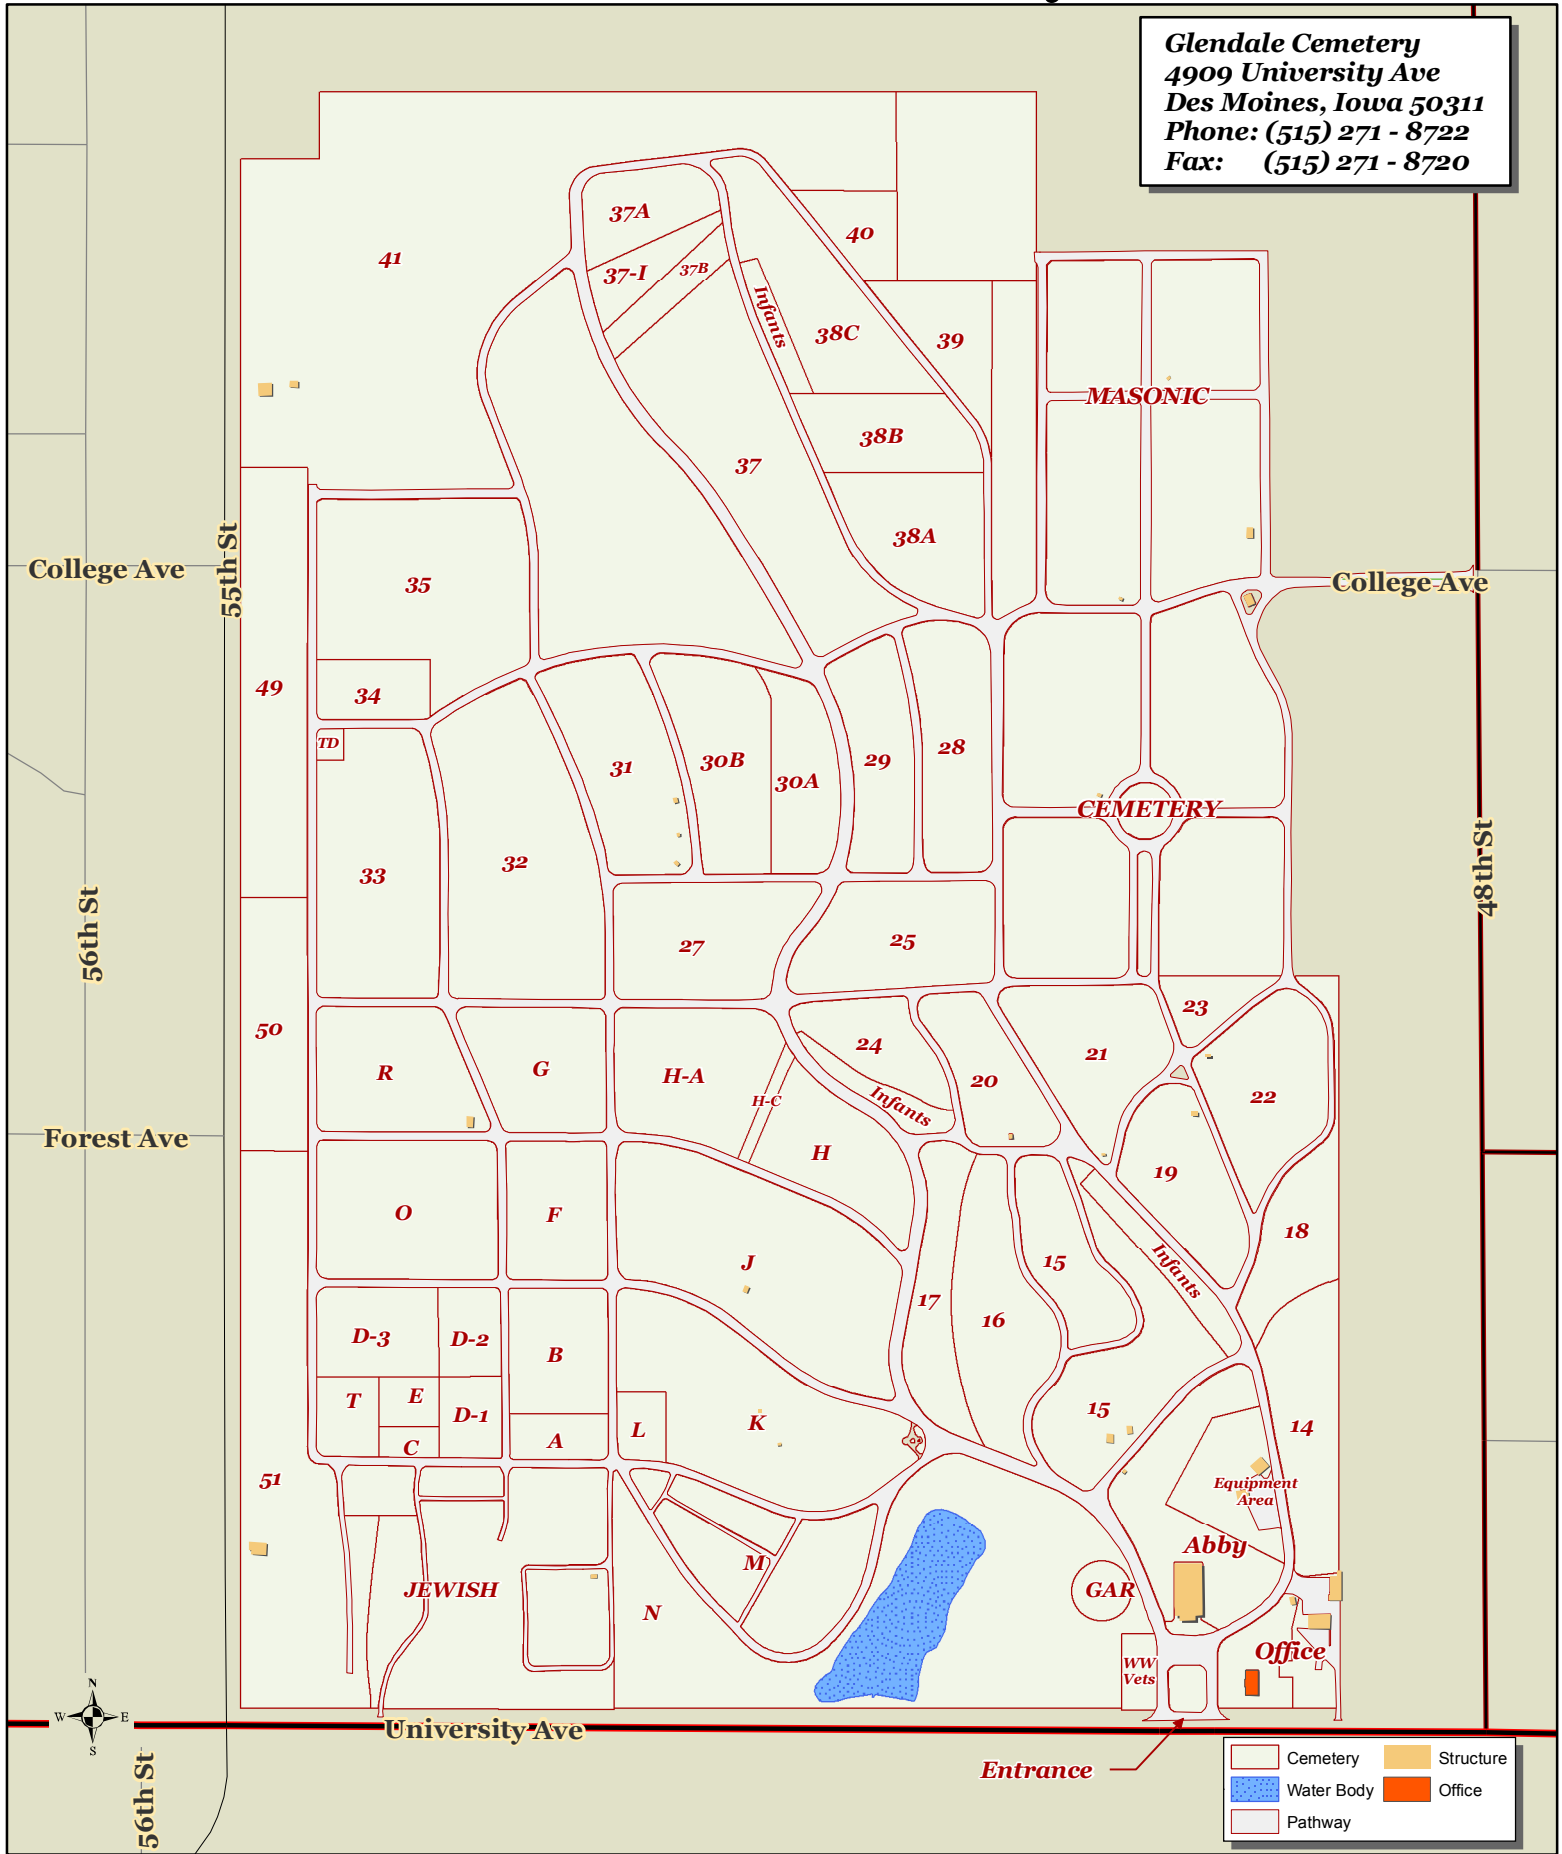 Glendale Cemetery
4909 University Ave
Des Moines, Iowa 50311
Phone: (515) 271 - 8722
Fax: (515) 271 - 8720
37A
40
41
37-I
37B
Infants
38C
39
MASONIC
38B
37
38A
College Ave
55th St
35
College Ave
49
34
TD
31
30B
30A
29
28
CEMETERY
48th St
33
32
56th St
27
25
50
23
R
G
H-A
24
21
20
22
H-C
Infants
Forest Ave
H
19
O
F
18
J
15
Infants
17
16
D-3
D-2
B
T
E
D-1
L
K
15
14
C
A
51
Equipment
Area
Abby
M
JEWISH
GAR
N
Office
WW
Vets
N
W
E
S
University Ave
56th St
Entrance
Cemetery
Structure
Water Body
Office
Pathway